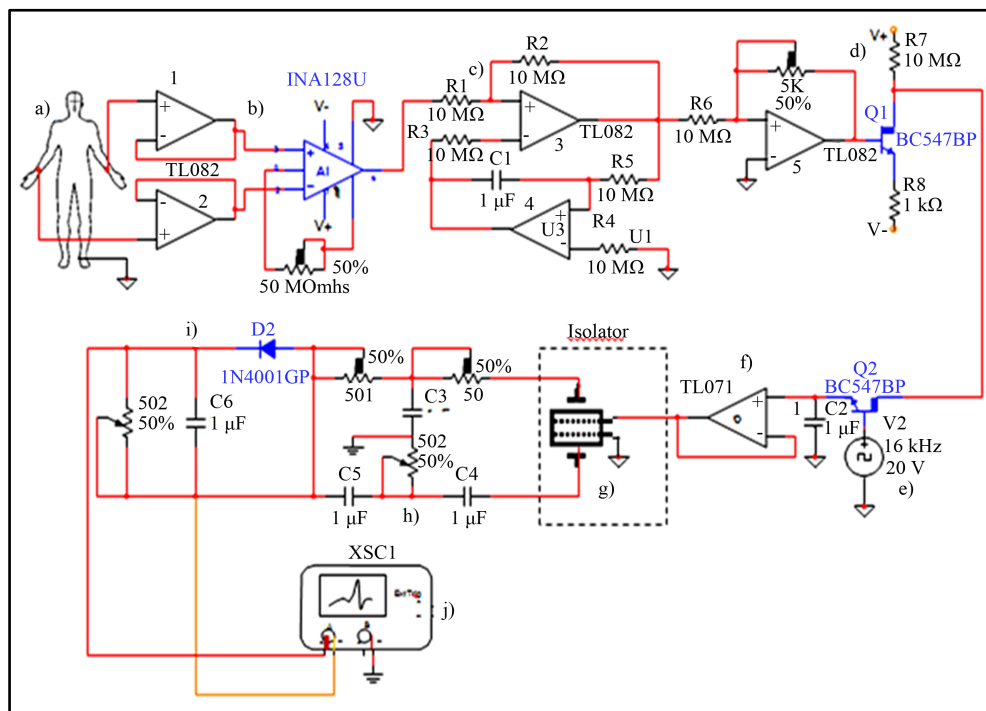 a)
1
TL082
2
b)
INA128U
V-
V+
AI
50%
50 MOmhs
c)
R1
10 MΩ
R2
10 MΩ
R3
10 MΩ
3
TL082
C1
1 µF
R5
10 MΩ
4
U3
R4
10 MΩ
U1
R6
10 MΩ
5K
50%
5
TL082
d)
V+
R7
10 MΩ
Q1
BC547BP
R8
1 kΩ
V-
i)
D2
1N4001GP
502
50%
C6
1 µF
50%
501
50%
50
C3
502
50%
C5
1 µF
h)
C4
1 µF
Isolator
g)
f)
TL071
1
C2
1 µF
Q2
BC547BP
V2
16 kHz
20 V
e)
XSC1
j)